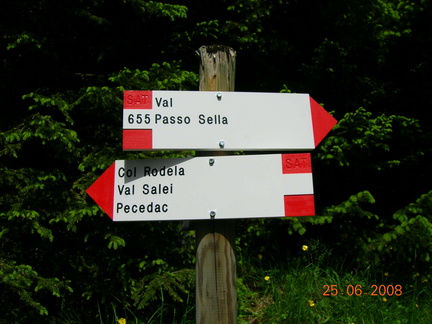 SAT Val
655 Passo Sella
Col Rodela SAT
Val Salei
Pecedac
25 06 2008